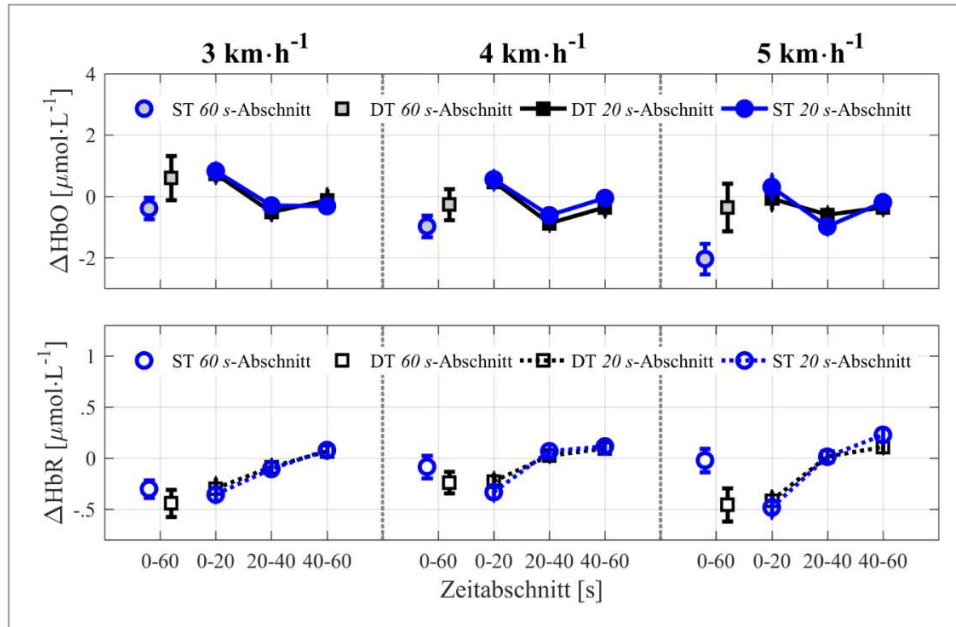 3 km·h⁻¹ 4 km·h⁻¹ 5 km·h⁻¹
4
2
0
-2
ΔHbO [μmol·L⁻¹]
ST 60 s-Abschnitt DT 60 s-Abschnitt DT 20 s-Abschnitt ST 20 s-Abschnitt
1
.5
0
-.5
ΔHbR [μmol·L⁻¹]
ST 60 s-Abschnitt DT 60 s-Abschnitt DT 20 s-Abschnitt ST 20 s-Abschnitt
0-60 0-20 20-40 40-60 0-60 0-20 20-40 40-60 0-60 0-20 20-40 40-60
Zeitabschnitt [s]